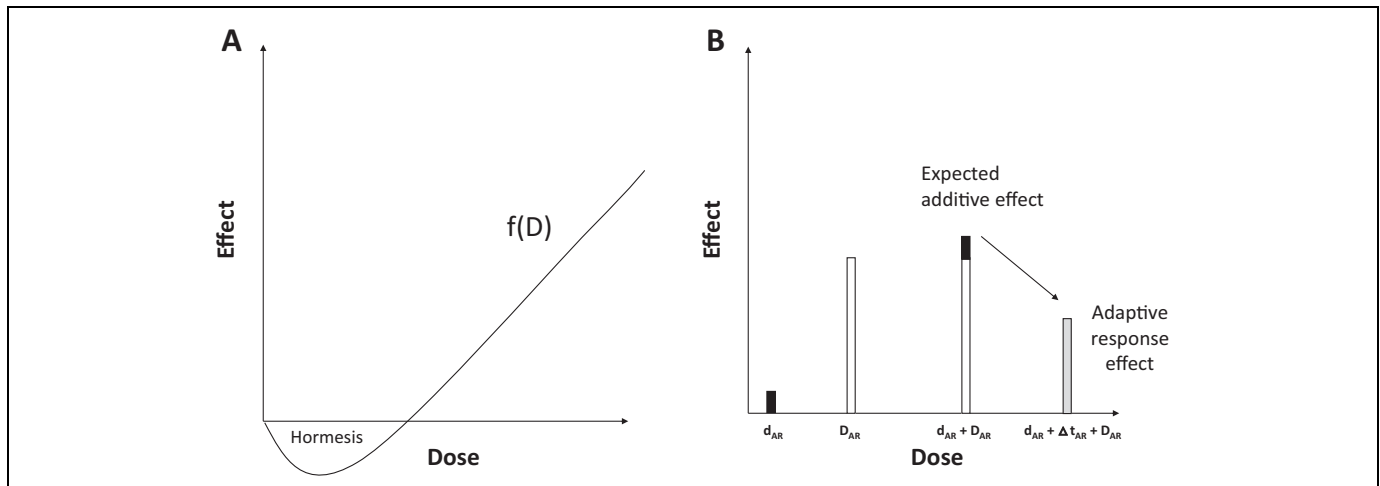 A
Effect
f(D)
Hormesis
Dose
B
Effect
Expected
additive effect
Adaptive
response
effect
dAR
DAR
dAR + DAR
dAR + Δ tAR + DAR
Dose